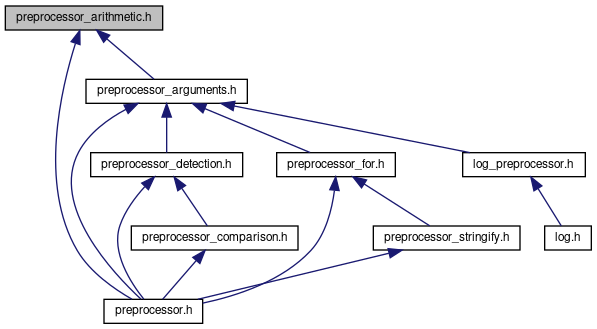 preprocessor_arithmetic.h
preprocessor_arguments.h
preprocessor_detection.h
preprocessor_for.h
log_preprocessor.h
preprocessor_comparison.h
preprocessor_stringify.h
log.h
preprocessor.h